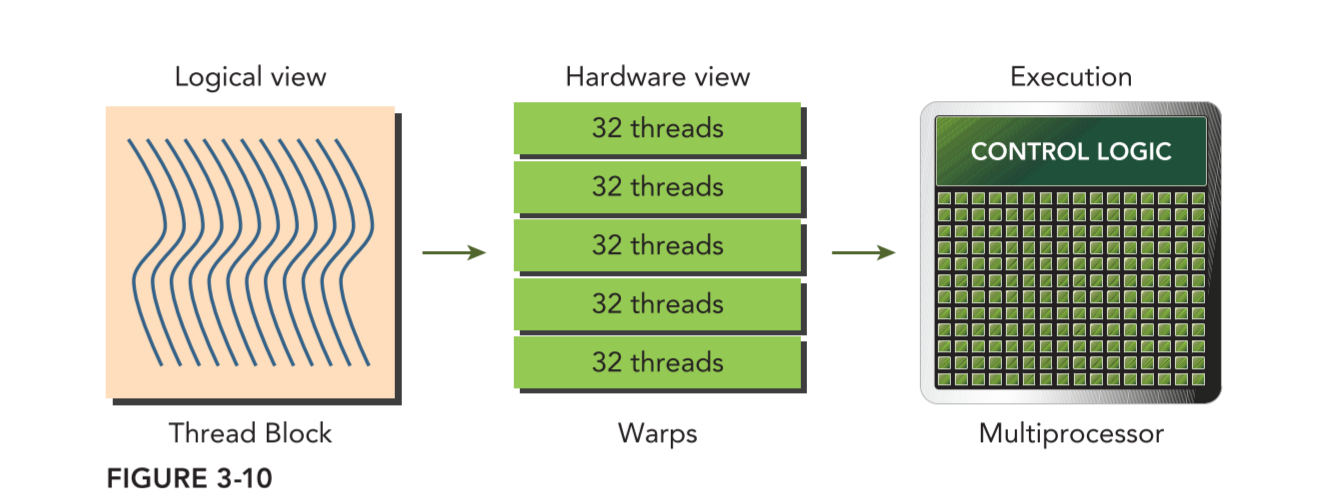 Logical view
Hardware view
Execution
32 threads
32 threads
32 threads
32 threads
32 threads
CONTROL LOGIC
Thread Block
Warps
Multiprocessor
FIGURE 3-10